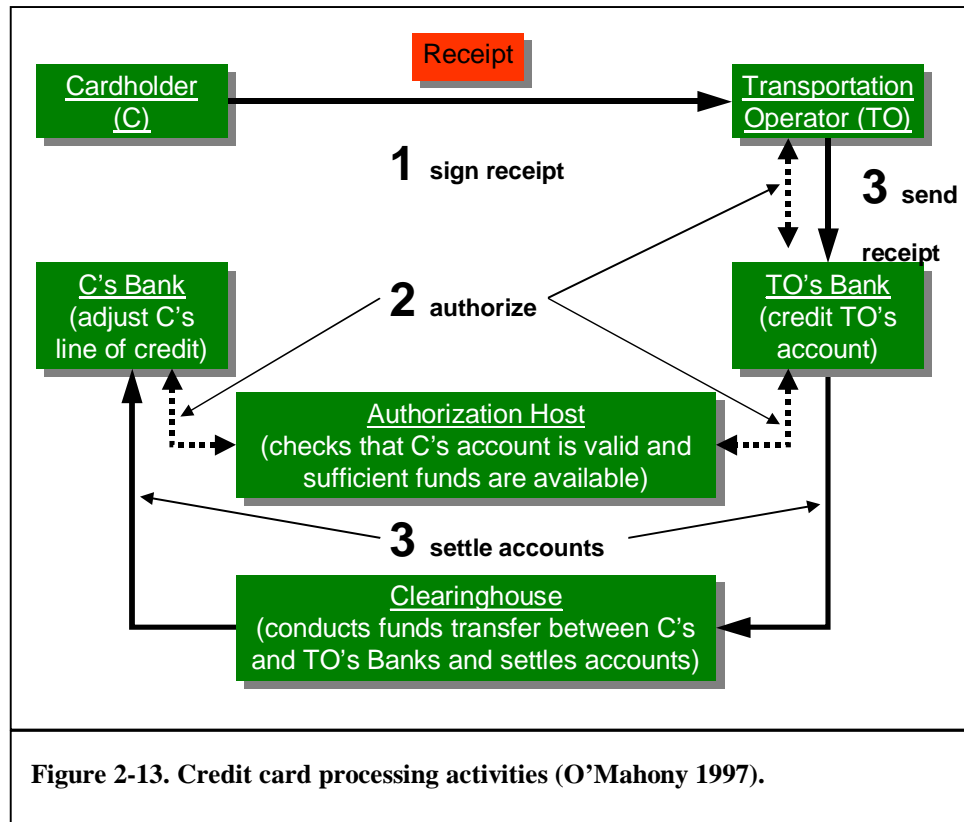 Receipt
Cardholder
(C)
Transportation
Operator (TO)
1 sign receipt
3 send
receipt
C's Bank
(adjust C's
line of credit)
2 authorize
TO's Bank
(credit TO's
account)
Authorization Host
(checks that C's account is valid and
sufficient funds are available)
3 settle accounts
Clearinghouse
(conducts funds transfer between C's
and TO's Banks and settles accounts)
Figure 2-13. Credit card processing activities (O'Mahony 1997).